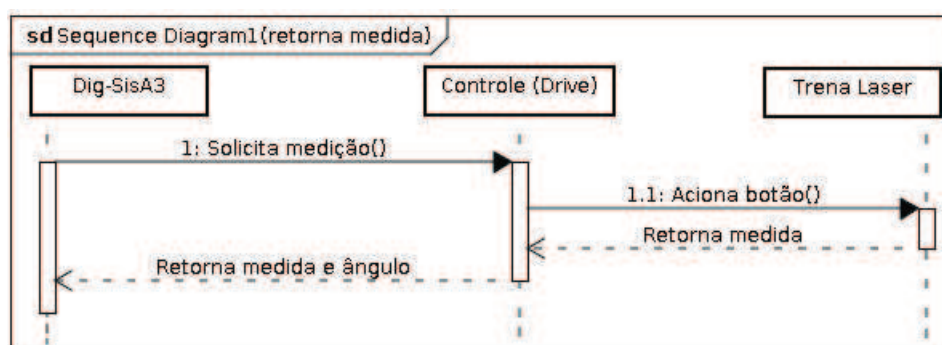 sd Sequence Diagram1(retorna medida)
Dig-SisA3
Controle (Drive)
Trena Laser
1: Solicita medição()
1.1: Aciona botão()
Retorna medida
Retorna medida e ângulo